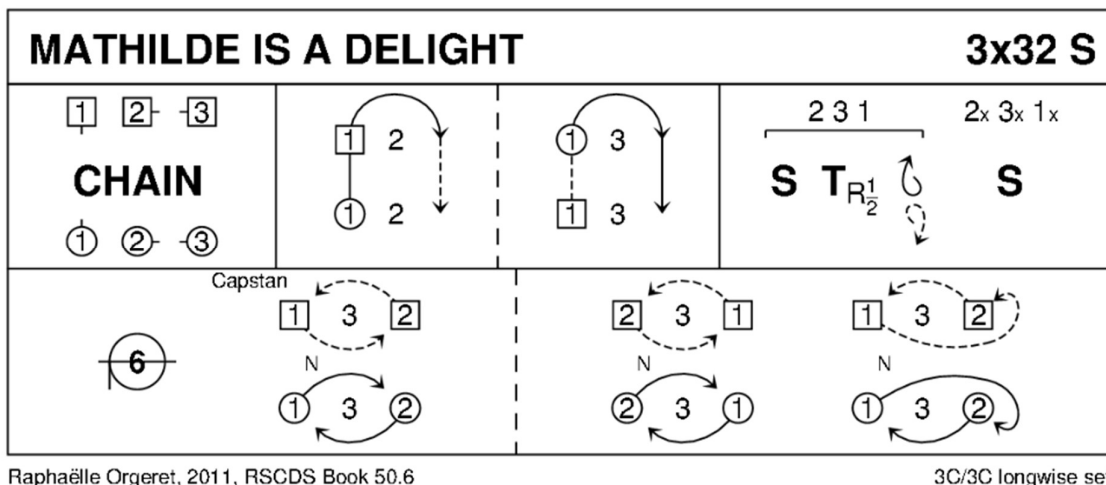 MATHILDE IS A DELIGHT 3x32 S
1 2 3
CHAIN
1 2 3
1 2
1 2
1 3
1 3
2 3 1 2x 3x 1x
S T R½ S
Capstan
6
1 3 2
N
1 3 2
2 3 1
N
2 3 1
1 3 2
N
1 3 2
Raphaëlle Orgeret, 2011, RSCDS Book 50.6 3C/3C longwise set